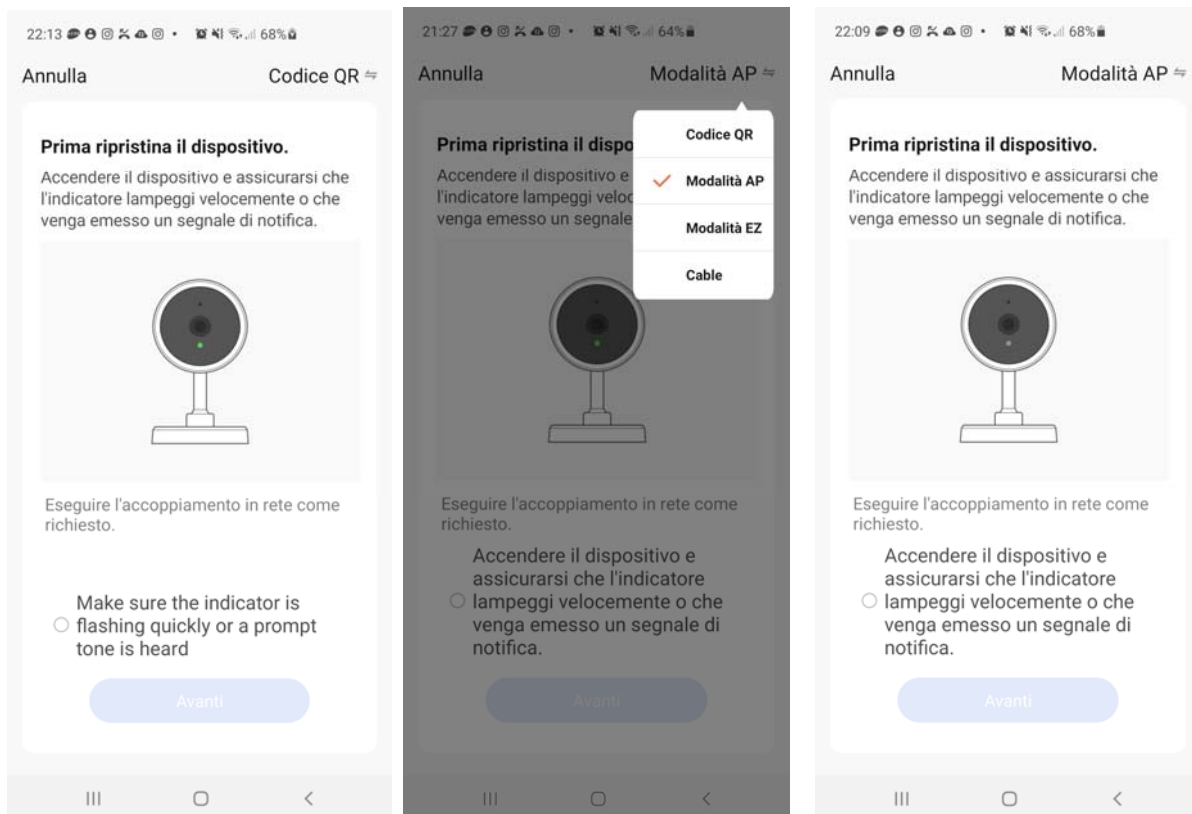 22:13 68%
Annulla Codice QR
Prima ripristina il dispositivo.
Accendere il dispositivo e assicurarsi che
l'indicatore lampeggi velocemente o che
venga emesso un segnale di notifica.
Eseguire l'accoppiamento in rete come
richiesto.
Make sure the indicator is
flashing quickly or a prompt
tone is heard
Avanti
21:27 64%
Annulla Modalità AP
Prima ripristina il dispo
Accendere il dispositivo e
l'indicatore lampeggi veloc
venga emesso un segnale
Codice QR
Modalità AP
Modalità EZ
Cable
Eseguire l'accoppiamento in rete come
richiesto.
Accendere il dispositivo e
assicurarsi che l'indicatore
lampeggi velocemente o che
venga emesso un segnale di
notifica.
Avanti
22:09 68%
Annulla Modalità AP
Prima ripristina il dispositivo.
Accendere il dispositivo e assicurarsi che
l'indicatore lampeggi velocemente o che
venga emesso un segnale di notifica.
Eseguire l'accoppiamento in rete come
richiesto.
Accendere il dispositivo e
assicurarsi che l'indicatore
lampeggi velocemente o che
venga emesso un segnale di
notifica.
Avanti